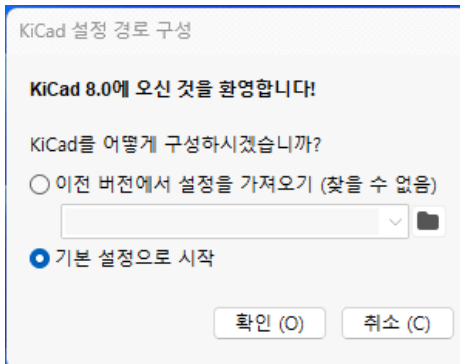 KiCad 설정 경로 구성
KiCad 8.0에 오신 것을 환영합니다!
KiCad를 어떻게 구성하시겠습니까?
이전 버전에서 설정을 가져오기 (찾을 수 없음)
기본 설정으로 시작
확인 (O) 취소 (C)